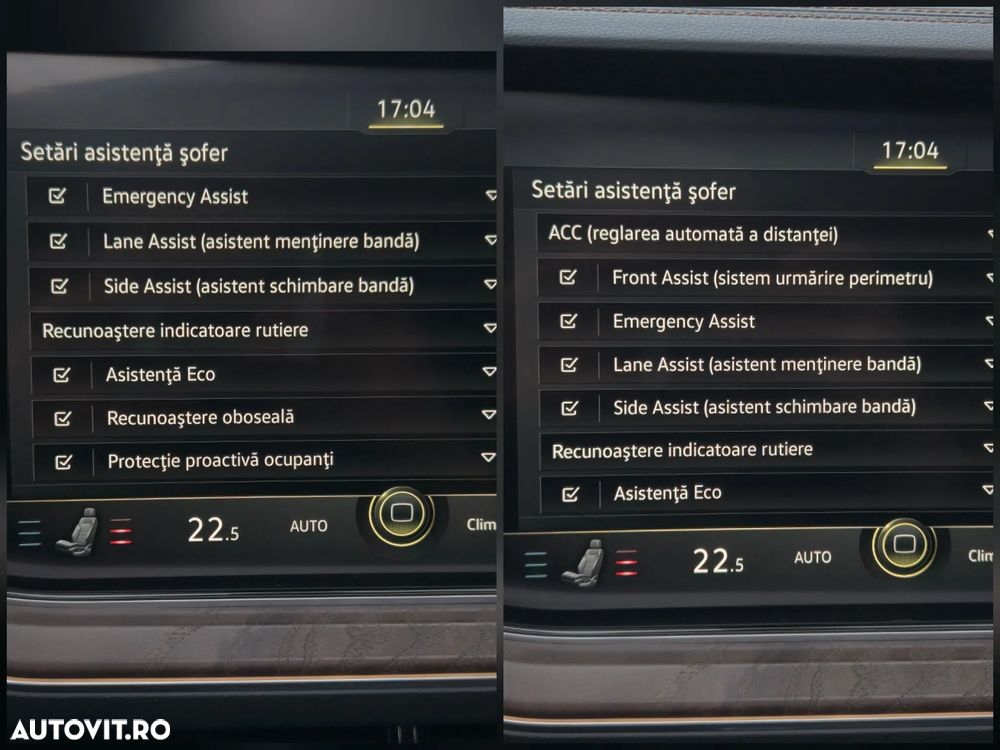 17:04
Setări asistenţă şofer
Emergency Assist
Lane Assist (asistent menţinere bandă)
Side Assist (asistent schimbare bandă)
Recunoaştere indicatoare rutiere
Asistenţă Eco
Recunoaştere oboseală
Protecţie proactivă ocupanţi
22.5
AUTO
Clim
17:04
Setări asistenţă şofer
ACC (reglarea automată a distanţei)
Front Assist (sistem urmărire perimetru)
Emergency Assist
Lane Assist (asistent menţinere bandă)
Side Assist (asistent schimbare bandă)
Recunoaştere indicatoare rutiere
Asistenţă Eco
22.5
AUTO
Clim
AUTOVIT.RO